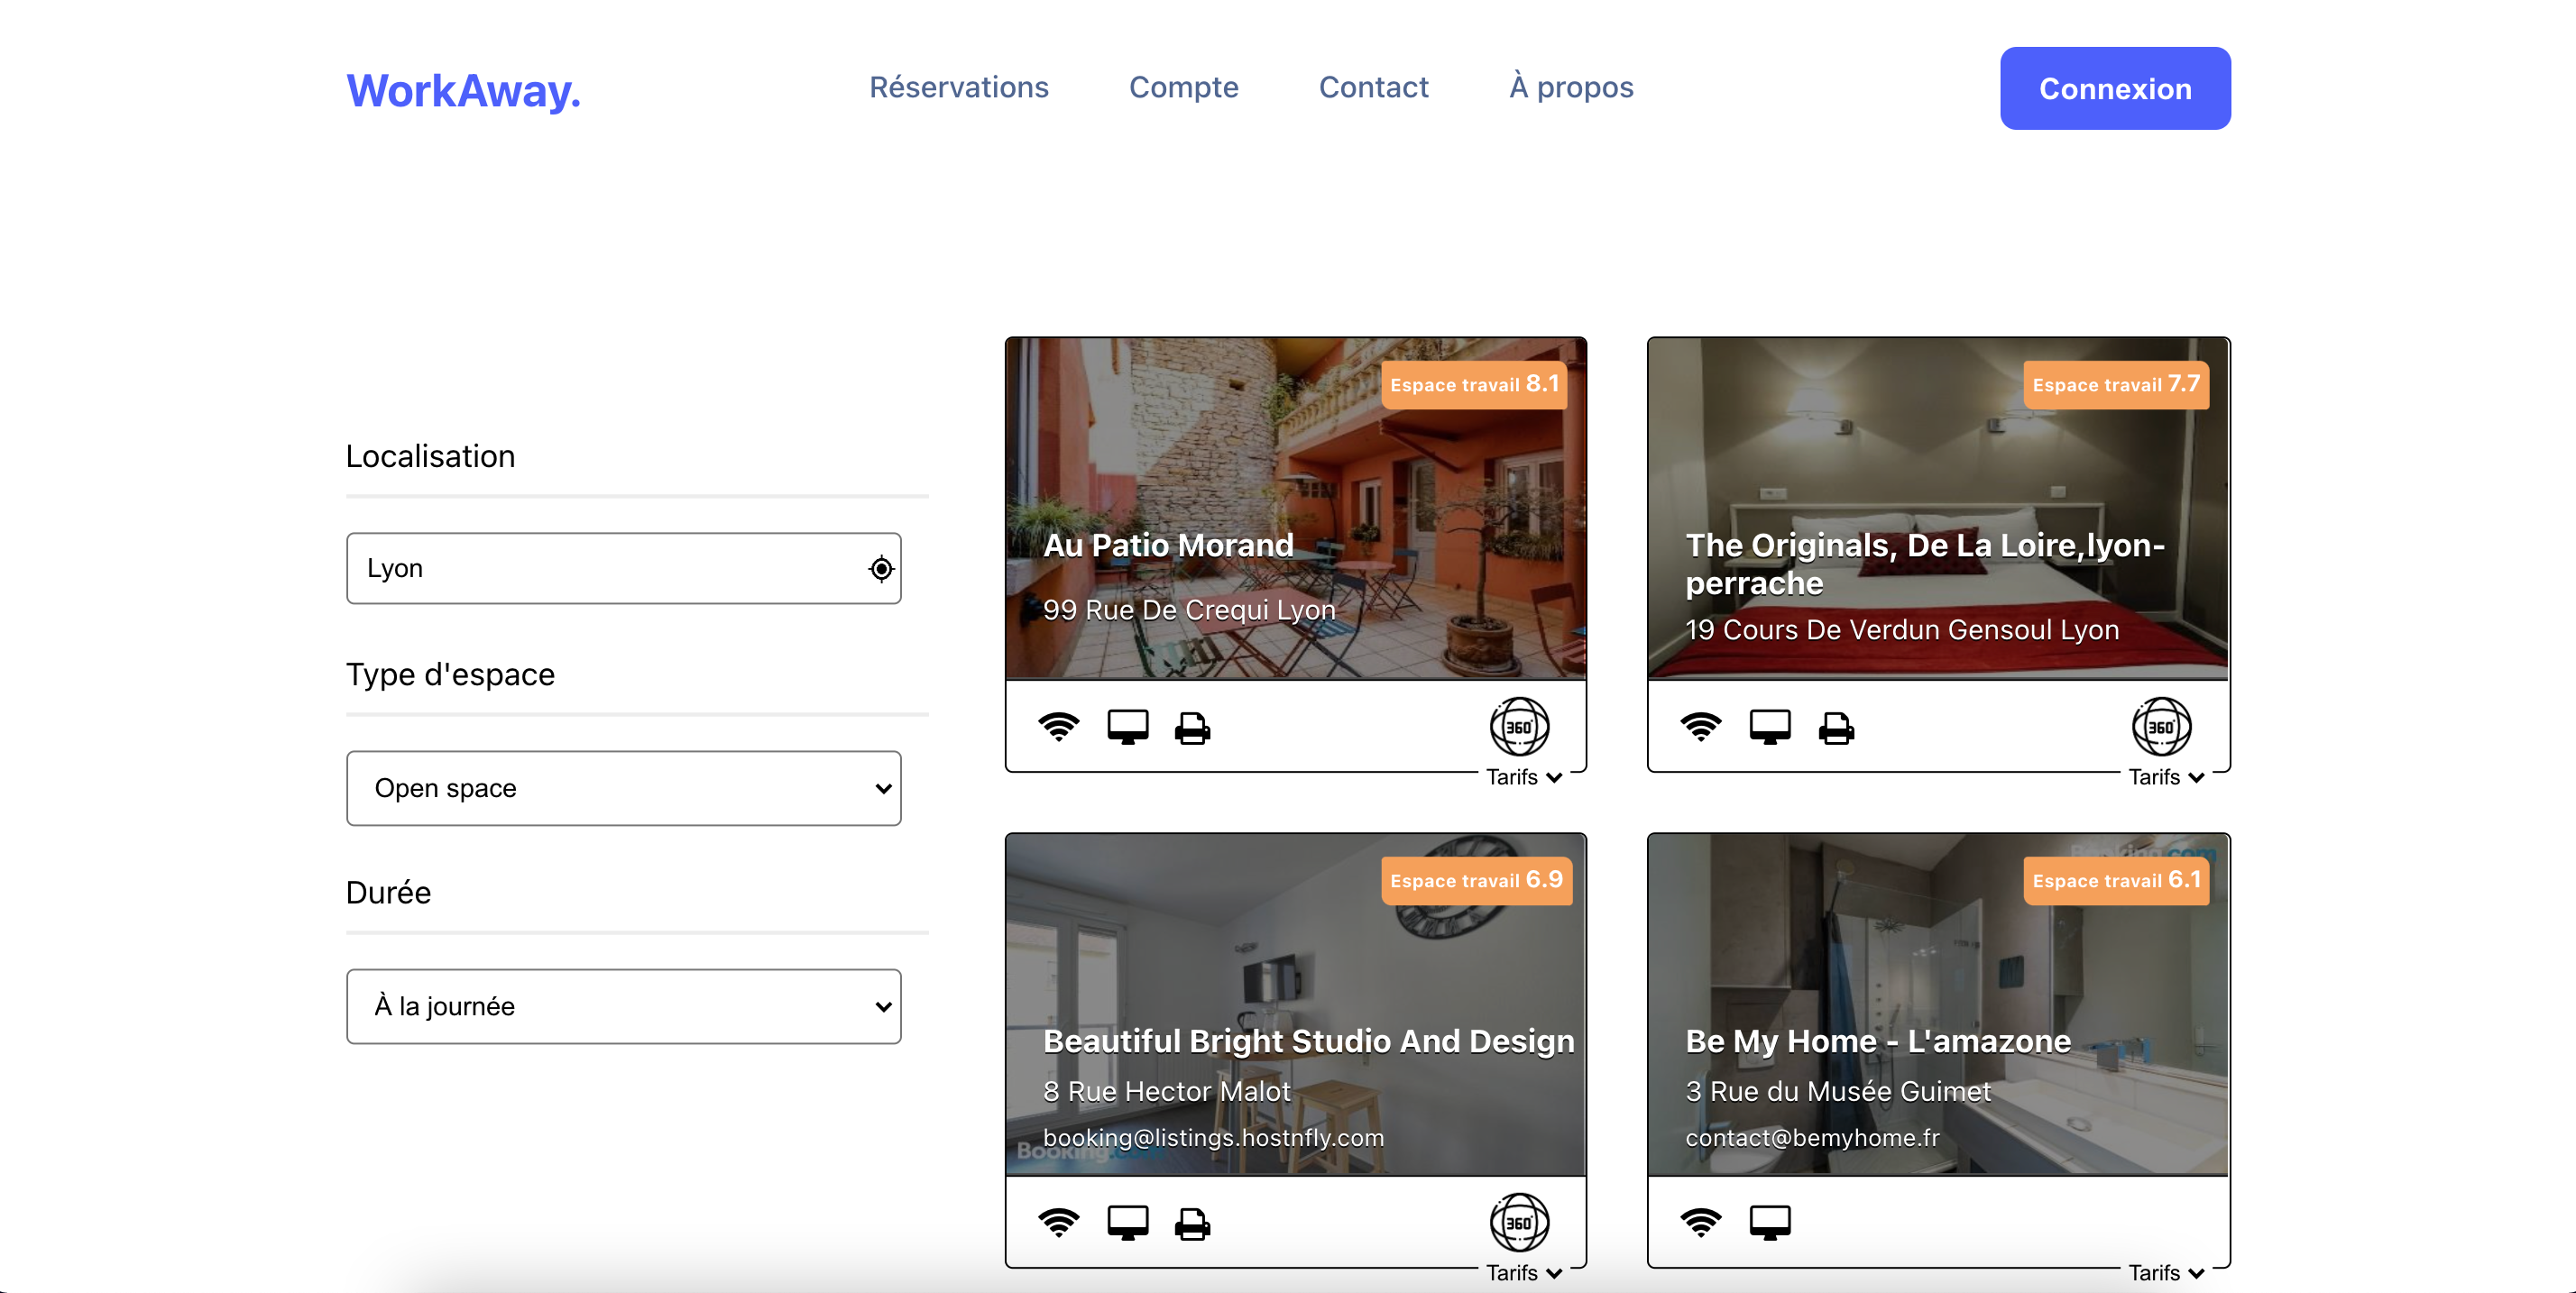 WorkAway.
Réservations
Compte
Contact
À propos
Connexion
Localisation
Lyon
Type d'espace
Open space
Durée
À la journée
Espace travail 8.1
Au Patio Morand
99 Rue De Crequi Lyon
360°
Tarifs
Espace travail 7.7
The Originals, De La Loire,lyon-
perrache
19 Cours De Verdun Gensoul Lyon
360°
Tarifs
Espace travail 6.9
Beautiful Bright Studio And Design
8 Rue Hector Malot
booking@listings.hostnfly.com
Booking.com
360°
Tarifs
Booking.com
Espace travail 6.1
Be My Home - L'amazone
3 Rue du Musée Guimet
contact@bemyhome.fr
Tarifs